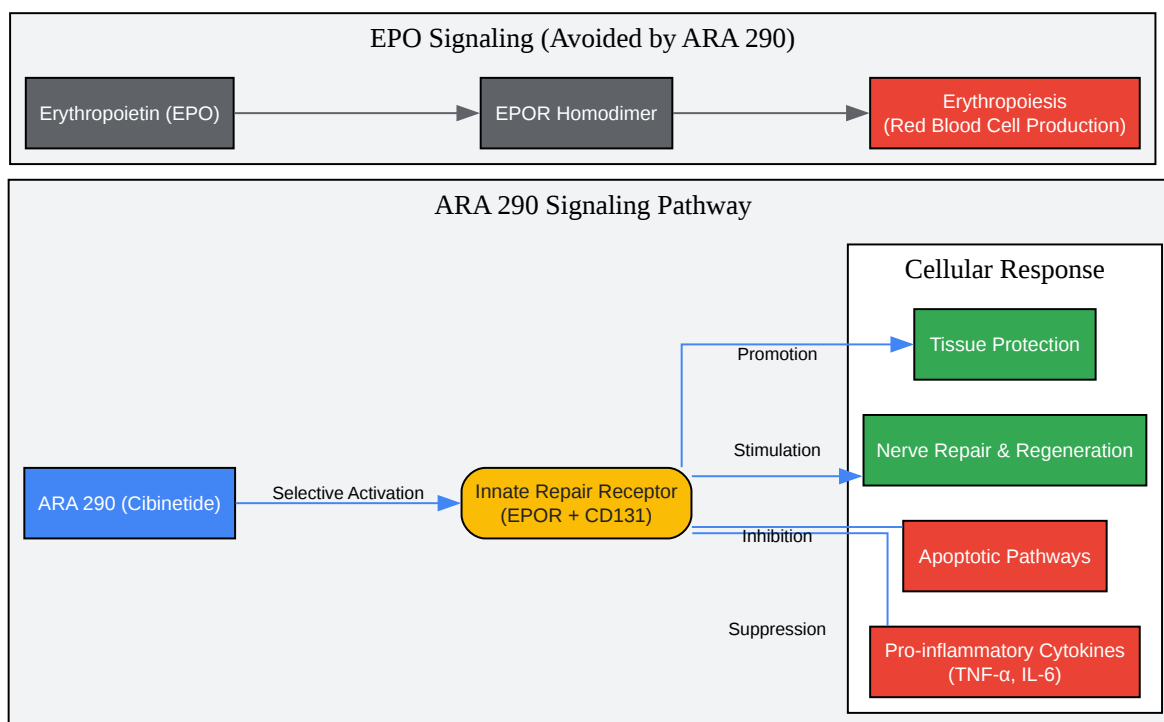 EPO Signaling (Avoided by ARA 290)
Erythropoietin (EPO)
EPOR Homodimer
Erythropoiesis
(Red Blood Cell Production)
ARA 290 Signaling Pathway
Cellular Response
Promotion
Tissue Protection
Stimulation
Nerve Repair & Regeneration
ARA 290 (Cibinetide)
Selective Activation
Innate Repair Receptor
(EPOR + CD131)
Inhibition
Apoptotic Pathways
Suppression
Pro-inflammatory Cytokines
(TNF-α, IL-6)